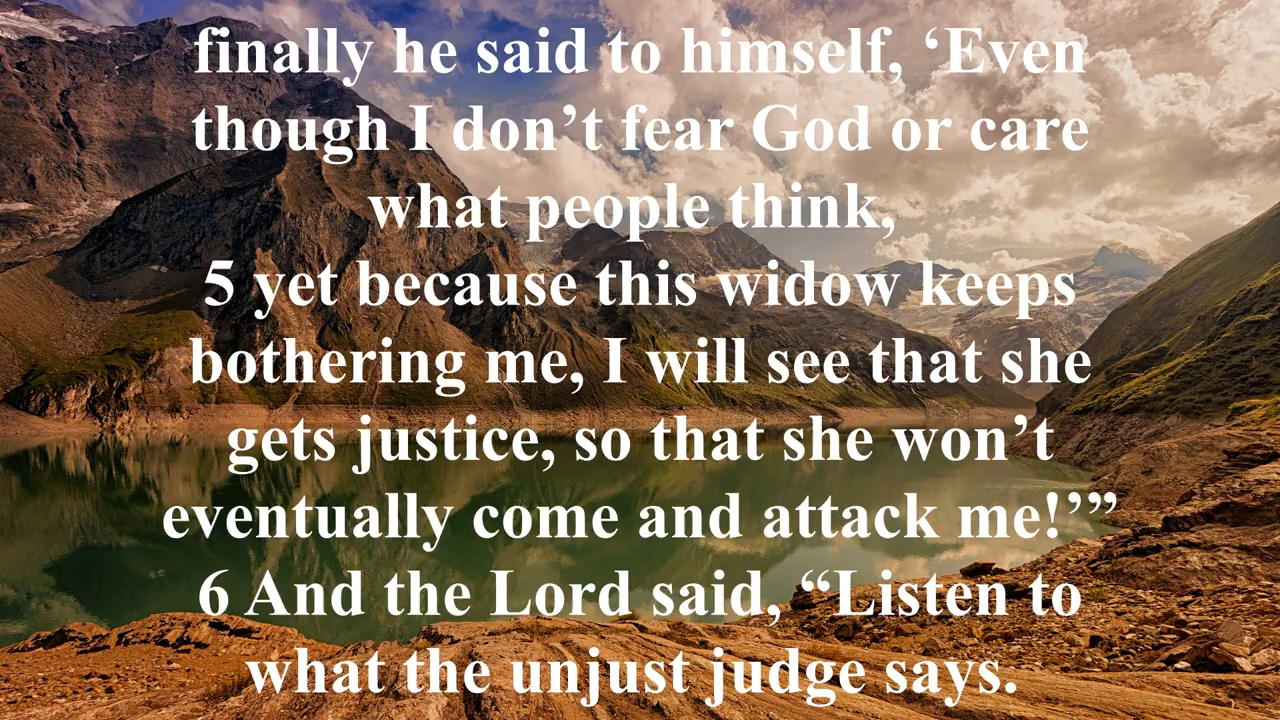 finally he said to himself, ‘Even
though I don’t fear God or care
what people think,
5 yet because this widow keeps
bothering me, I will see that she
gets justice, so that she won’t
eventually come and attack me!’”
6 And the Lord said, “Listen to
what the unjust judge says.